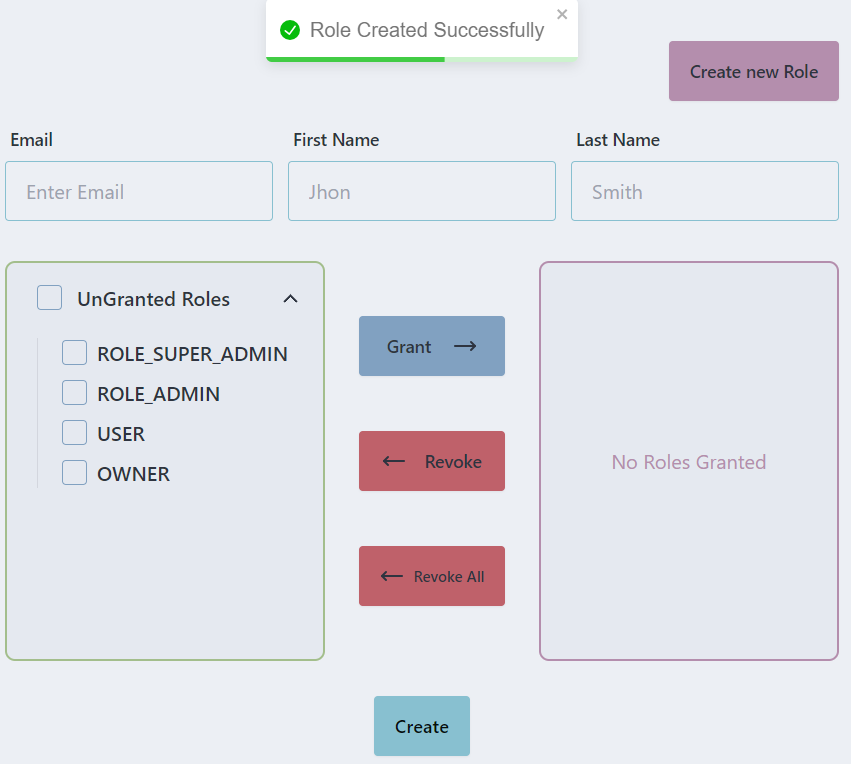 Role Created Successfully
Create new Role
Email
First Name
Last Name
Enter Email
Jhon
Smith
UnGranted Roles
ROLE_SUPER_ADMIN
ROLE_ADMIN
USER
OWNER
Grant
Revoke
Revoke All
No Roles Granted
Create